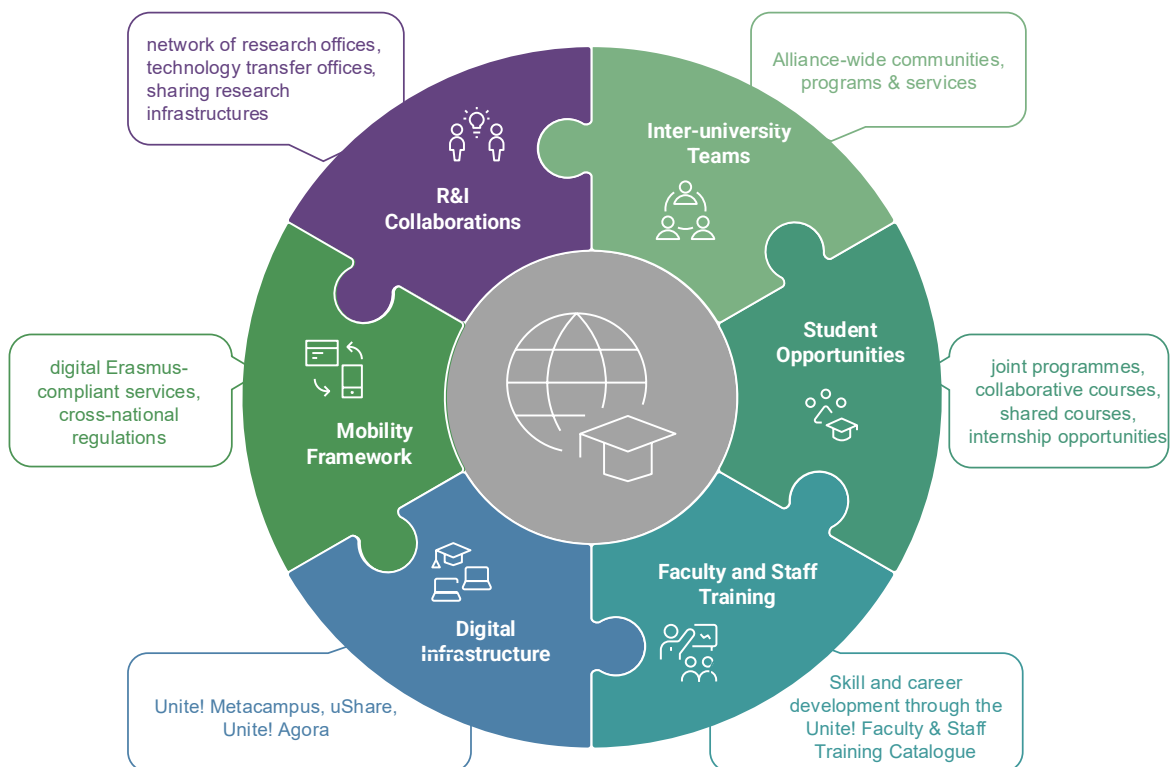 network of research offices,
technology transfer offices,
sharing research
infrastructures
Alliance-wide communities,
programs & services
Inter-university
Teams
R&I
Collaborations
Student
Opportunities
joint programmes,
collaborative courses,
shared courses,
internship opportunities
digital Erasmus-
compliant services,
cross-national
regulations
Mobility
Framework
Faculty and Staff
Training
Digital
Infrastructure
Unite! Metacampus, uShare,
Unite! Agora
Skill and career
development through the
Unite! Faculty & Staff
Training Catalogue